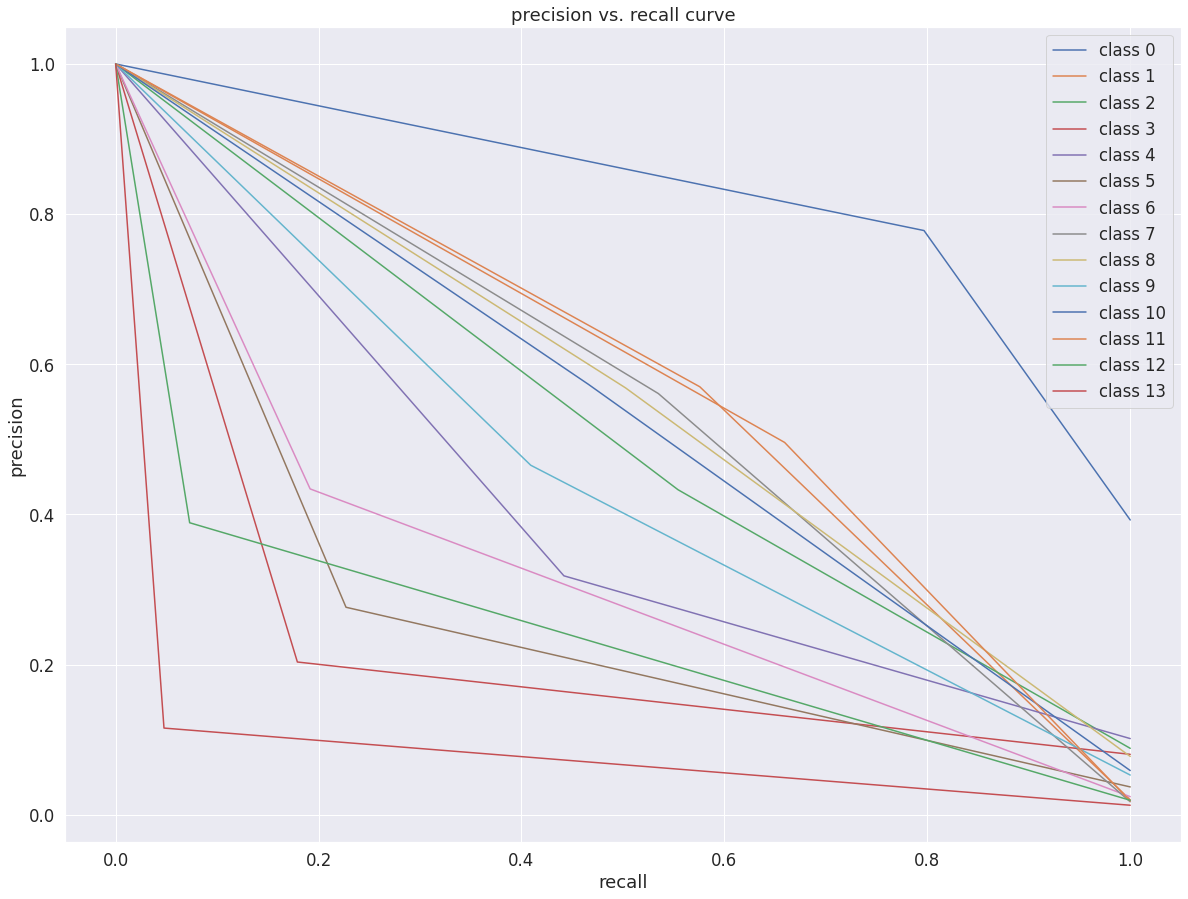 precision vs. recall curve
class 0
class 1
class 2
class 3
class 4
class 5
class 6
class 7
class 8
class 9
class 10
class 11
class 12
class 13
1.0
0.8
0.6
0.4
0.2
0.0
precision
0.0 0.2 0.4 0.6 0.8 1.0
recall